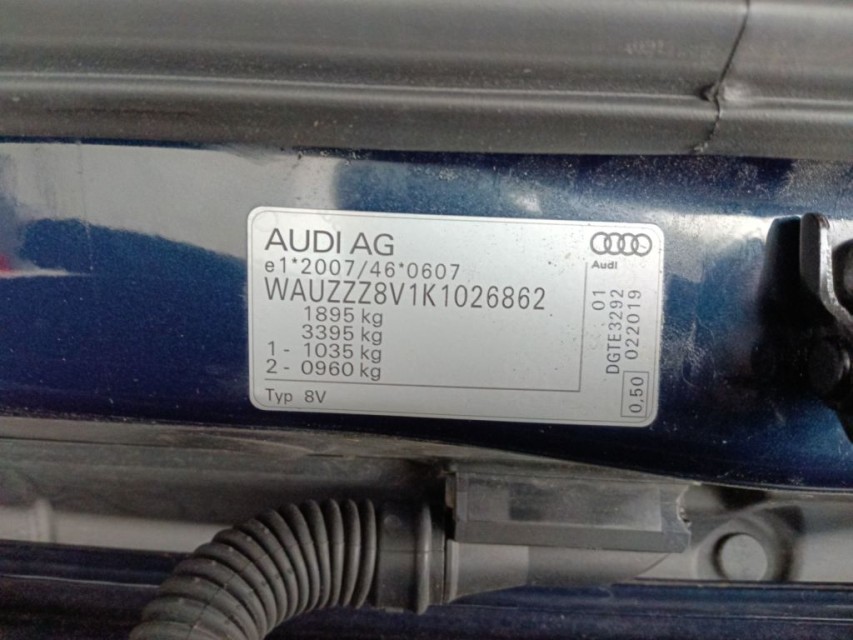 AUDI AG
e1*2007/46*0607
WAUZZZ8V1K1026862
1895 kg
3395 kg
1 - 1035 kg
2 - 0960 kg
Typ 8V
Audi
01
DGTE3292
022019
0,50